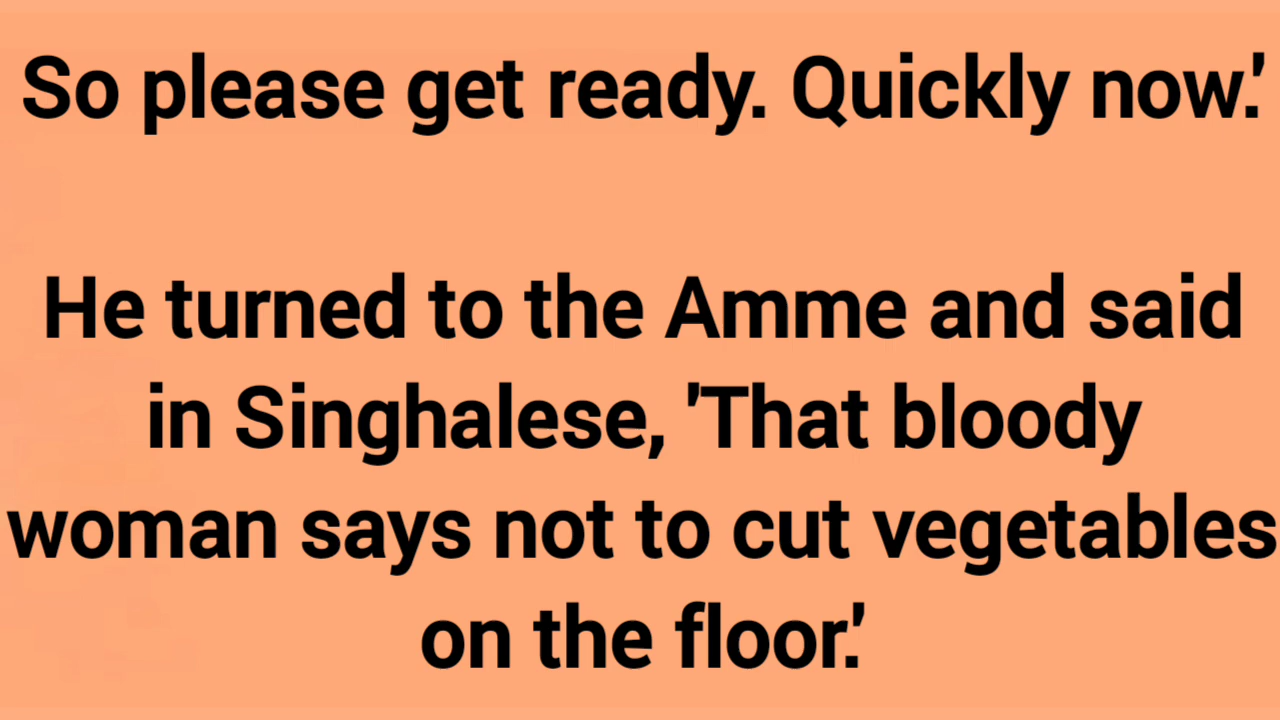 So please get ready. Quickly now.'
He turned to the Amme and said
in Singhalese, 'That bloody
woman says not to cut vegetables
on the floor.'